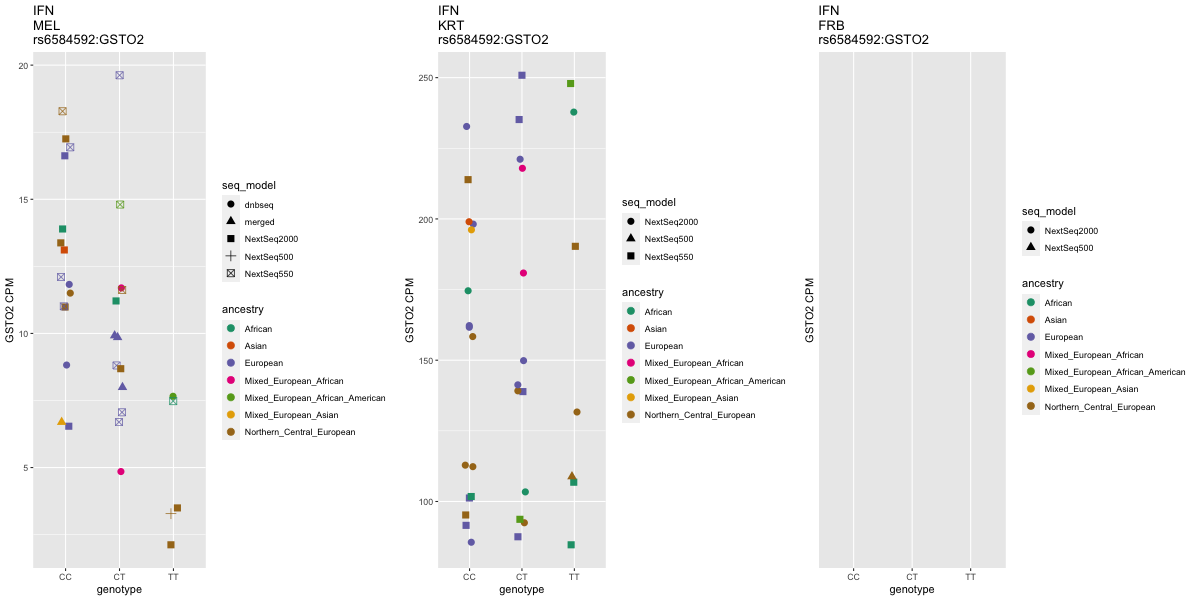 IFN
MEL
rs6584592:GSTO2
GSTO2 CPM
20
15
10
5
CC CT TT
genotype
seq_model
dnbseq
merged
NextSeq2000
NextSeq500
NextSeq550
ancestry
African
Asian
European
Mixed_European_African
Mixed_European_African_American
Mixed_European_Asian
Northern_Central_European
IFN
KRT
rs6584592:GSTO2
GSTO2 CPM
250
200
150
100
CC CT TT
genotype
seq_model
NextSeq2000
NextSeq500
NextSeq550
ancestry
African
Asian
European
Mixed_European_African
Mixed_European_African_American
Mixed_European_Asian
Northern_Central_European
IFN
FRB
rs6584592:GSTO2
GSTO2 CPM
CC CT TT
genotype
seq_model
NextSeq2000
NextSeq500
ancestry
African
Asian
European
Mixed_European_African
Mixed_European_African_American
Mixed_European_Asian
Northern_Central_European